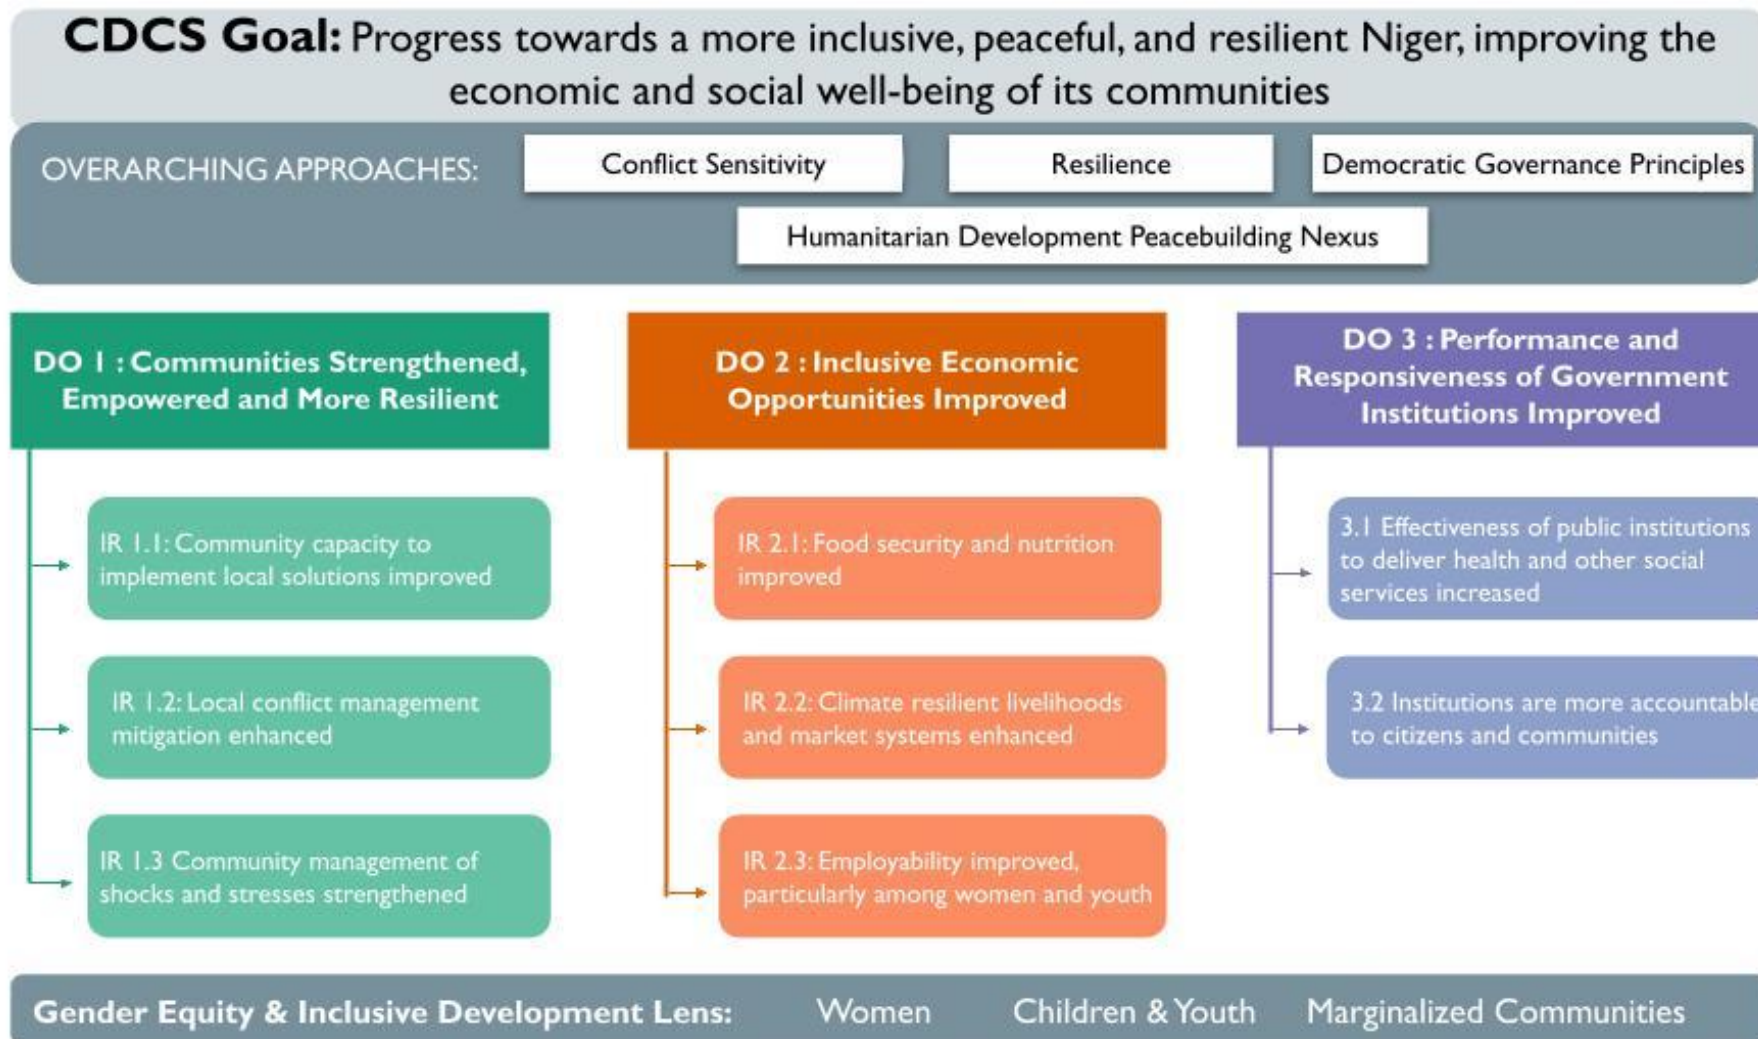 CDCS Goal: Progress towards a more inclusive, peaceful, and resilient Niger, improving the
economic and social well-being of its communities
OVERARCHING APPROACHES:
Conflict Sensitivity
Resilience
Democratic Governance Principles
Humanitarian Development Peacebuilding Nexus
DO 1 : Communities Strengthened,
Empowered and More Resilient
IR 1.1: Community capacity to
implement local solutions improved
IR 1.2: Local conflict management
mitigation enhanced
IR 1.3 Community management of
shocks and stresses strengthened
DO 2 : Inclusive Economic
Opportunities Improved
IR 2.1: Food security and nutrition
improved
IR 2.2: Climate resilient livelihoods
and market systems enhanced
IR 2.3: Employability improved,
particularly among women and youth
DO 3 : Performance and
Responsiveness of Government
Institutions Improved
3.1 Effectiveness of public institutions
to deliver health and other social
services increased
3.2 Institutions are more accountable
to citizens and communities
Gender Equity & Inclusive Development Lens:
Women
Children & Youth
Marginalized Communities